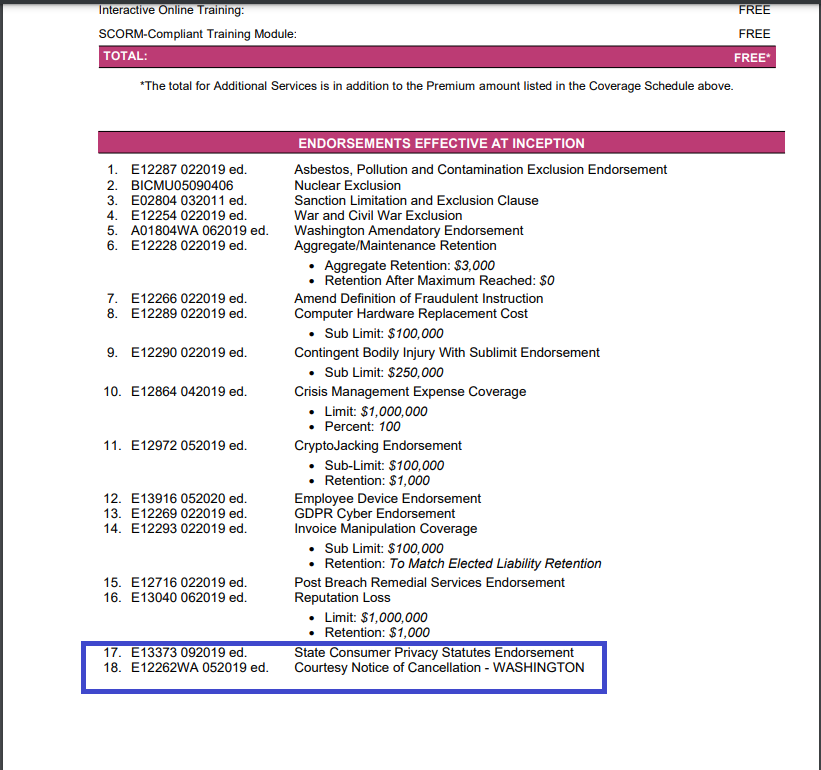 Interactive Online Training: FREE
SCORM-Compliant Training Module: FREE
TOTAL: FREE*
*The total for Additional Services is in addition to the Premium amount listed in the Coverage Schedule above.
ENDORSEMENTS EFFECTIVE AT INCEPTION
1. E12287 022019 ed. Asbestos, Pollution and Contamination Exclusion Endorsement
2. BICMU05090406 Nuclear Exclusion
3. E02804 032011 ed. Sanction Limitation and Exclusion Clause
4. E12254 022019 ed. War and Civil War Exclusion
5. A01804WA 062019 ed. Washington Amendatory Endorsement
6. E12228 022019 ed. Aggregate/Maintenance Retention
• Aggregate Retention: $3,000
• Retention After Maximum Reached: $0
7. E12266 022019 ed. Amend Definition of Fraudulent Instruction
8. E12289 022019 ed. Computer Hardware Replacement Cost
• Sub Limit: $100,000
9. E12290 022019 ed. Contingent Bodily Injury With Sublimit Endorsement
• Sub Limit: $250,000
10. E12864 042019 ed. Crisis Management Expense Coverage
• Limit: $1,000,000
• Percent: 100
11. E12972 052019 ed. CryptoJacking Endorsement
• Sub-Limit: $100,000
• Retention: $1,000
12. E13916 052020 ed. Employee Device Endorsement
13. E12269 022019 ed. GDPR Cyber Endorsement
14. E12293 022019 ed. Invoice Manipulation Coverage
• Sub Limit: $100,000
• Retention: To Match Elected Liability Retention
15. E12716 022019 ed. Post Breach Remedial Services Endorsement
16. E13040 062019 ed. Reputation Loss
• Limit: $1,000,000
• Retention: $1,000
17. E13373 092019 ed. State Consumer Privacy Statutes Endorsement
18. E12262WA 052019 ed. Courtesy Notice of Cancellation - WASHINGTON